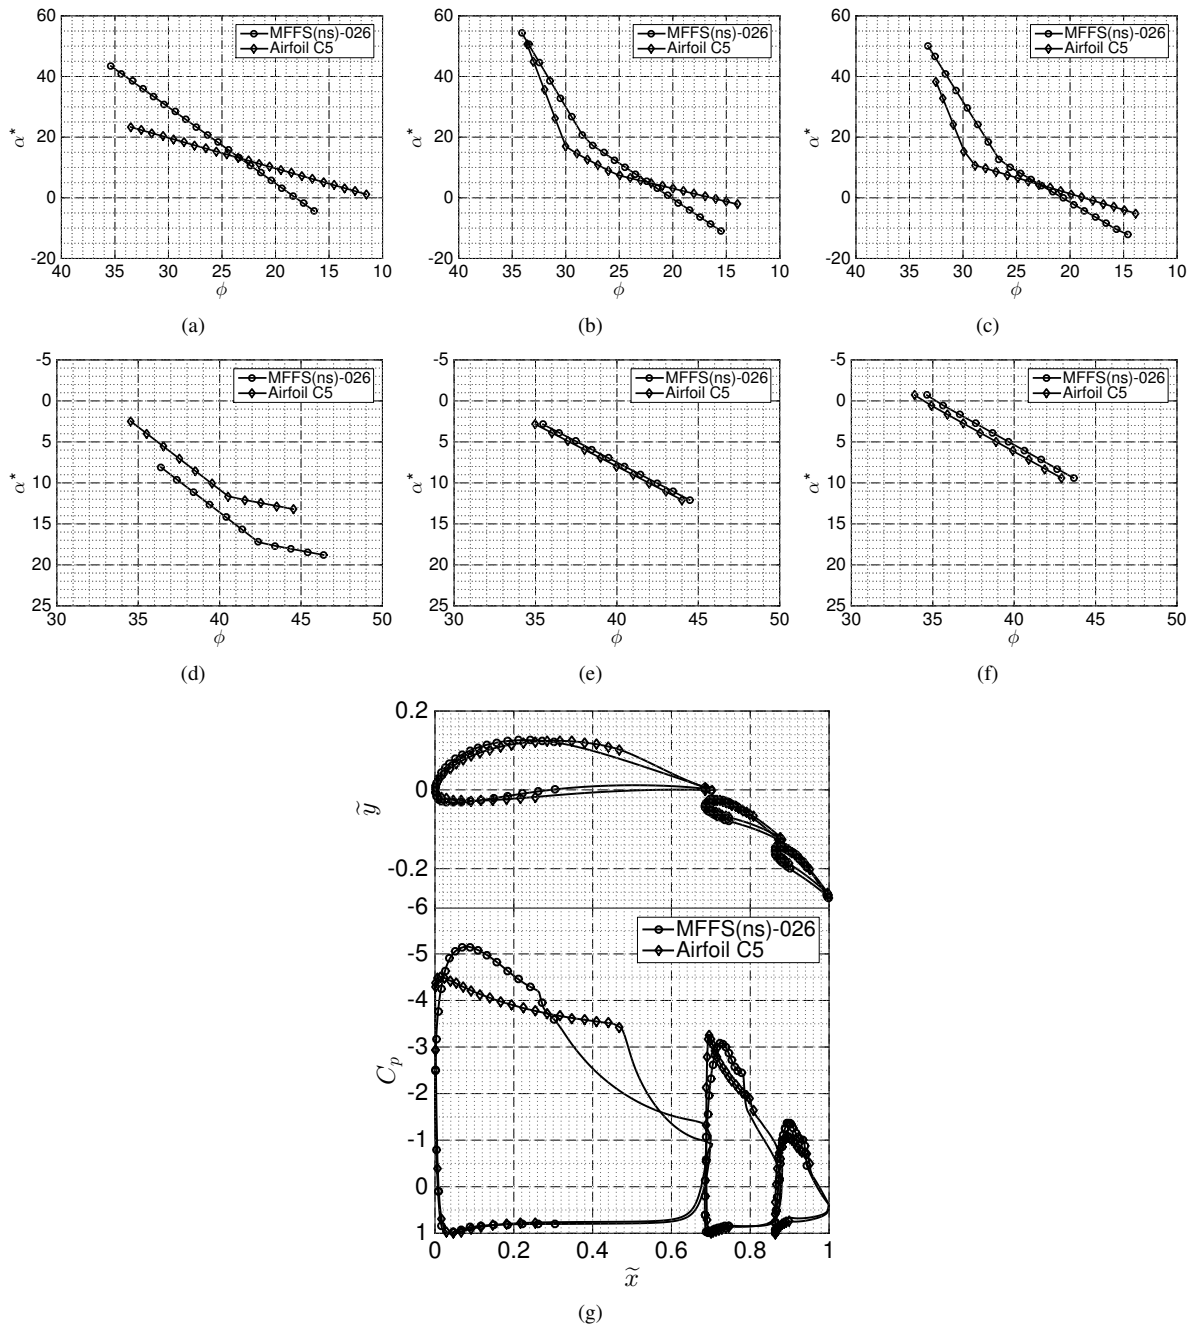 60
40
20
0
-20
α*
40 35 30 25 20 15 10
ϕ
MFFS(ns)-026
Airfoil C5
(a)
60
40
20
0
-20
α*
40 35 30 25 20 15 10
ϕ
MFFS(ns)-026
Airfoil C5
(b)
60
40
20
0
-20
α*
40 35 30 25 20 15 10
ϕ
MFFS(ns)-026
Airfoil C5
(c)
-5
0
5
10
15
20
25
α*
30 35 40 45 50
ϕ
MFFS(ns)-026
Airfoil C5
(d)
-5
0
5
10
15
20
25
α*
30 35 40 45 50
ϕ
MFFS(ns)-026
Airfoil C5
(e)
-5
0
5
10
15
20
25
α*
30 35 40 45 50
ϕ
MFFS(ns)-026
Airfoil C5
(f)
0.2
0
-0.2
ỹ
-6
-5
-4
-3
-2
-1
0
1
C_p
MFFS(ns)-026
Airfoil C5
0 0.2 0.4 0.6 0.8 1
x̃
(g)